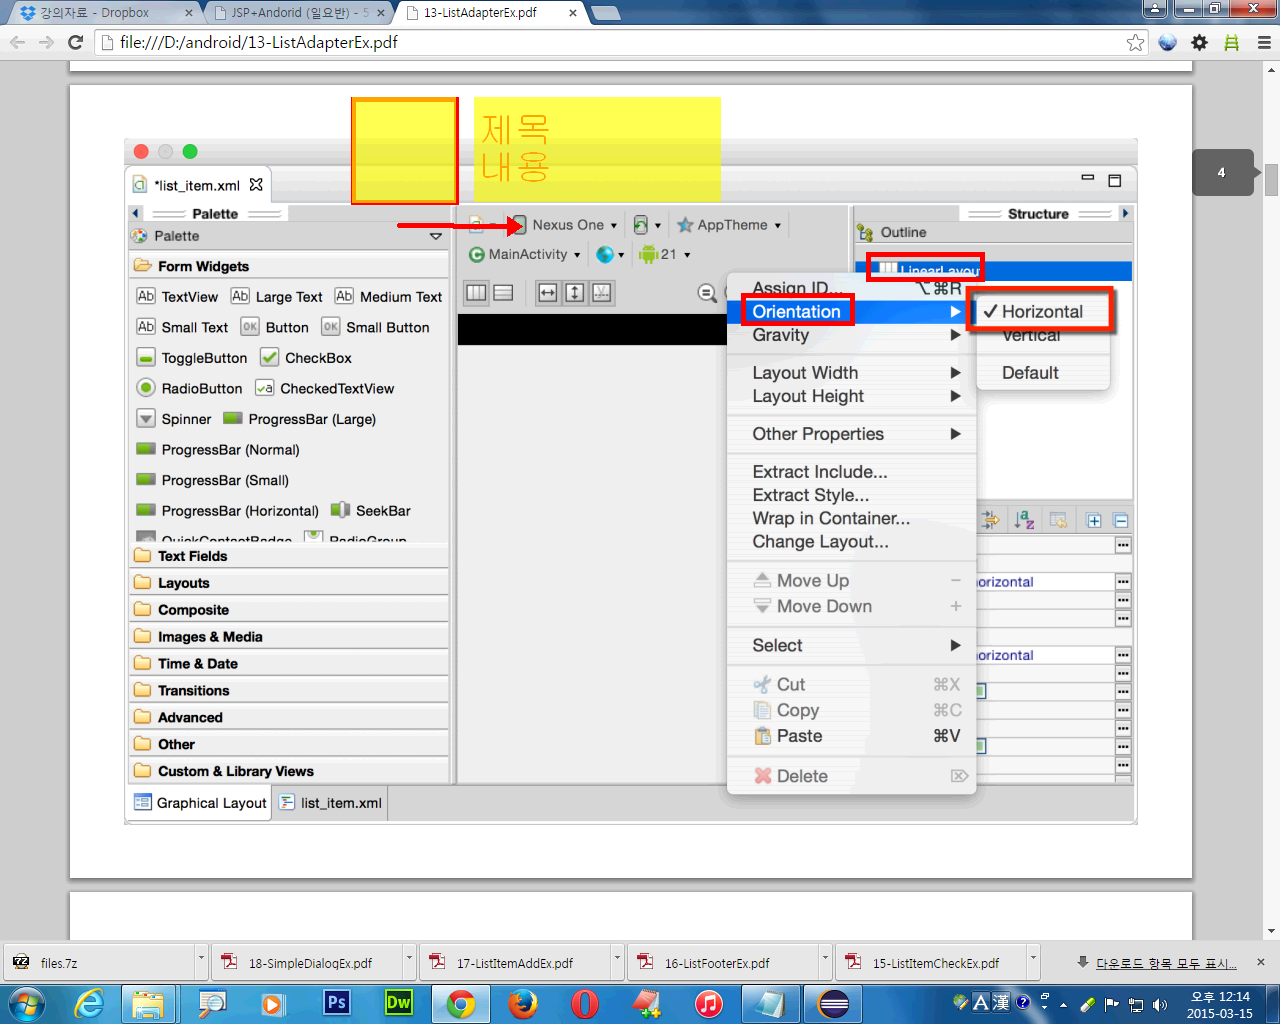 강의자료 - Dropbox
JSP+Andorid (일요반) - 5
13-ListAdapterEx.pdf
file:///D:/android/13-ListAdapterEx.pdf
4
제목
내용
*list_item.xml
Palette
Structure
Palette
Nexus One
AppTheme
Outline
MainActivity
21
Form Widgets
LinearLayout
TextView
Large Text
Medium Text
Assign ID... ⌥⌘R
Small Text
Button
Small Button
Orientation
Horizontal
Gravity
Vertical
ToggleButton
CheckBox
Layout Width
Default
RadioButton
CheckedTextView
Layout Height
Spinner
ProgressBar (Large)
Other Properties
ProgressBar (Normal)
Extract Include...
ProgressBar (Small)
Extract Style...
ProgressBar (Horizontal)
SeekBar
Wrap in Container...
QuickContactBadge
RadioGroup
Change Layout...
Text Fields
Layouts
Move Up −
orizontal
Composite
Move Down +
Images & Media
Select
orizontal
Time & Date
Transitions
Cut ⌘X
Advanced
Copy ⌘C
Other
Paste ⌘V
Custom & Library Views
Delete
Graphical Layout
list_item.xml
files.7z
18-SimpleDialogEx.pdf
17-ListItemAddEx.pdf
16-ListFooterEx.pdf
15-ListItemCheckEx.pdf
다운로드 항목 모두 표시...
Ps
Dw
A 漢
오후 12:14
2015-03-15